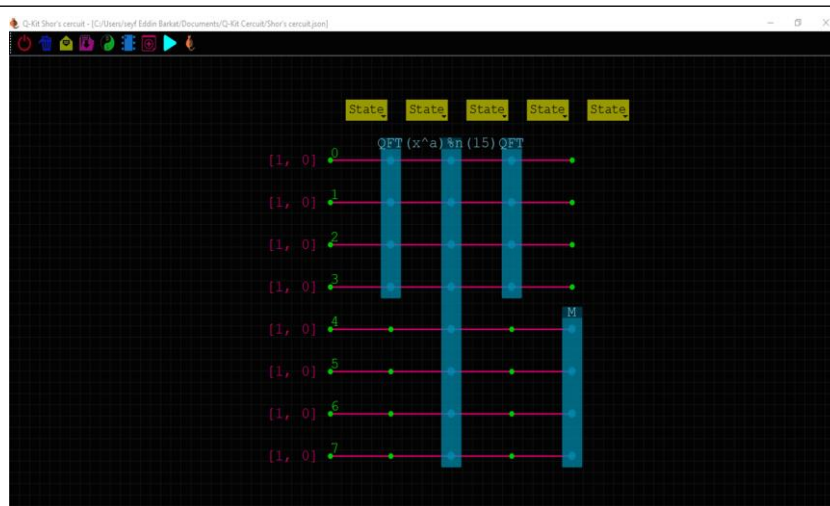 Q-Kit Shor's cercuit - [C:/Users/seyf Eddin Barkat/Documents/Q-Kit Cercuit/Shor's cercuit.json]
State State State State State
QFT (x^a)%n(15) QFT
[1, 0] 0
[1, 0] 1
[1, 0] 2
[1, 0] 3
[1, 0] 4 M
[1, 0] 5
[1, 0] 6
[1, 0] 7